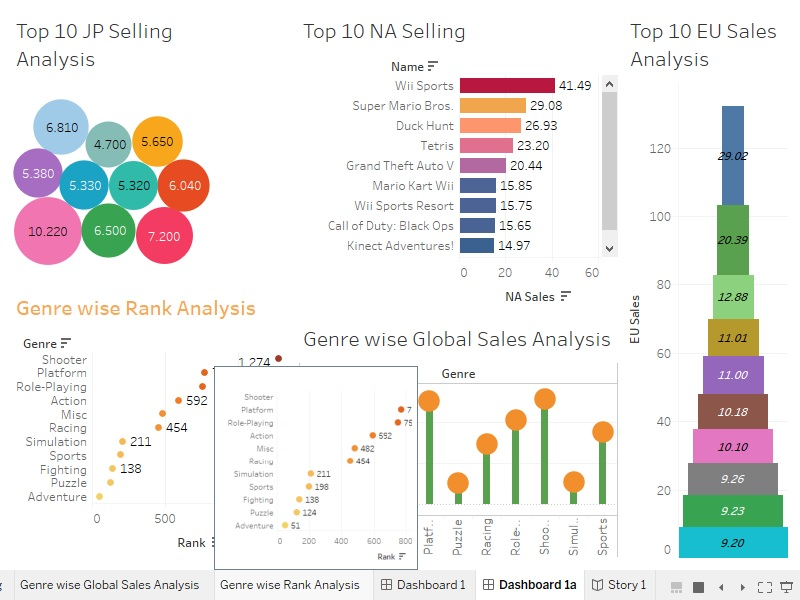 Top 10 JP Selling
Analysis
6.810
4.700
5.650
5.380
5.330
5.320
6.040
10.220
6.500
7.200
Top 10 NA Selling
Name
Wii Sports 41.49
Super Mario Bros. 29.08
Duck Hunt 26.93
Tetris 23.20
Grand Theft Auto V 20.44
Mario Kart Wii 15.85
Wii Sports Resort 15.75
Call of Duty: Black Ops 15.65
Kinect Adventures! 14.97
0 20 40 60
NA Sales
Top 10 EU Sales
Analysis
EU Sales
120
100
80
60
40
20
0
29.02
20.39
12.88
11.01
11.00
10.18
10.10
9.26
9.23
9.20
Genre wise Rank Analysis
Genre
Shooter 1,274
Platform
Role-Playing
Action 592
Misc
Racing 454
Simulation 211
Sports
Fighting 138
Puzzle
Adventure
0 500
Rank
Shooter
Platform 7
Role-Playing 75
Action 592
Misc 482
Racing 454
Simulation 211
Sports 198
Fighting 138
Puzzle 124
Adventure 51
0 200 400 600 800
Rank
Genre wise Global Sales Analysis
Genre
Platf..
Puzzle
Racing
Role-..
Shoo..
Simul..
Sports
Genre wise Global Sales Analysis
Genre wise Rank Analysis
Dashboard 1
Dashboard 1a
Story 1